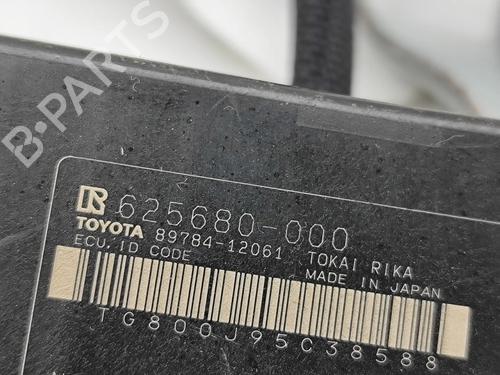 B-PARTS
R 625680-000
TOYOTA 89784-12061 TOKAI RIKA
ECU. ID CODE MADE IN JAPAN
TG800J95C38588